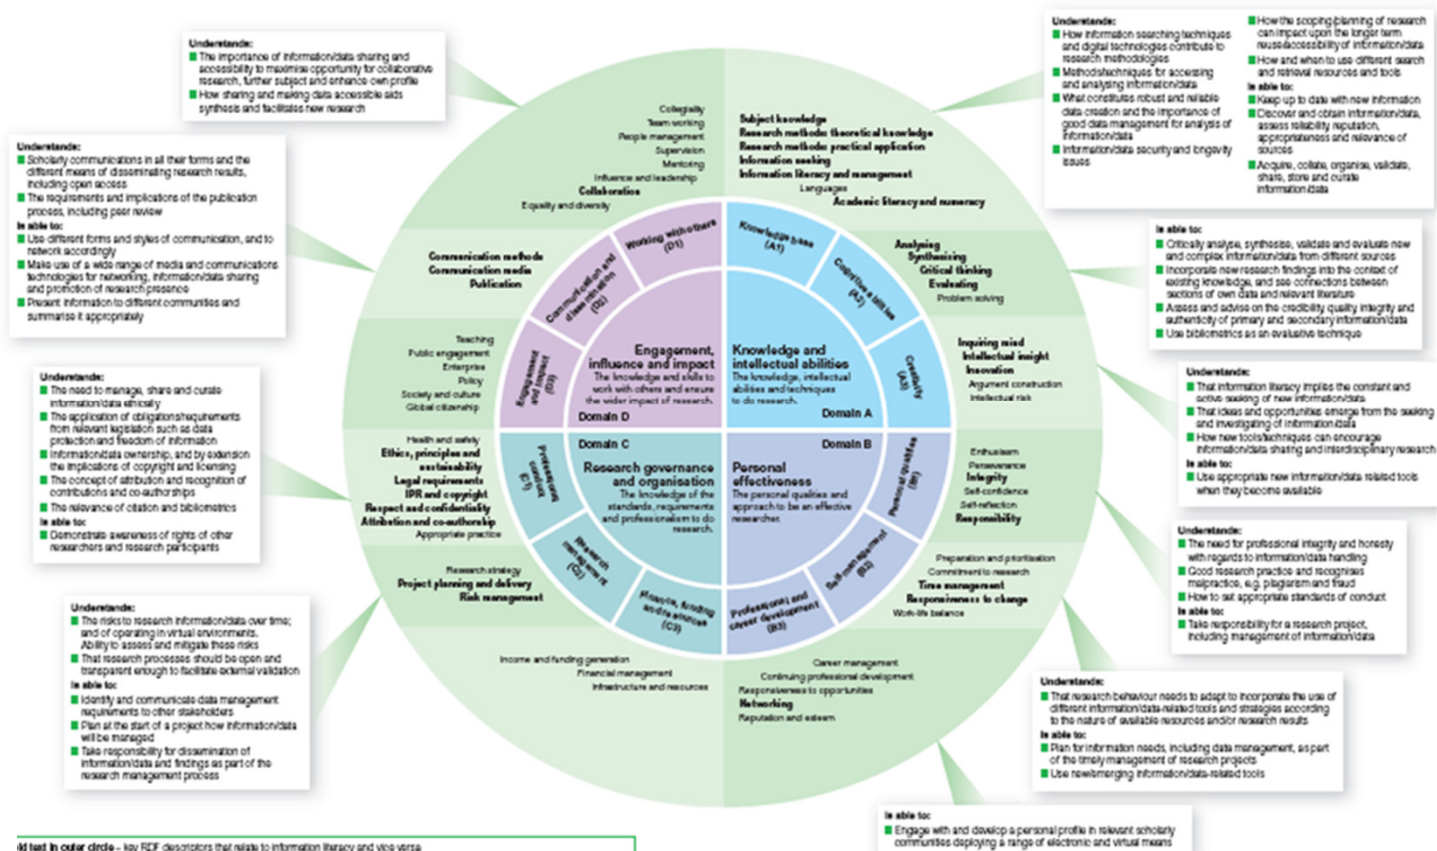 Understands:
The importance of information/data sharing and
accessibility to maximise opportunity for collaborative
research, further subject and enhance own profile
How sharing and making data accessible aids
synthesis and facilitates new research
Understands:
Scholarly communications in all their forms and the
different means of disseminating research results,
including open access
The requirements and implications of the publication
process, including peer review
Is able to:
Use different forms and styles of communication, and to
network accordingly
Make use of a wide range of media and communications
technologies for networking, information/data sharing
and promotion of research presence
Present information to different communities and
summarise it appropriately
Understands:
The need to manage, share and curate
information/data ethically
The application of obligations/requirements
from relevant legislation such as data
protection and freedom of information
Information/data ownership, and by extension
the implications of copyright and licensing
The concept of attribution and recognition of
contributions and co-authorships
The relevance of citation and bibliometrics
Is able to:
Demonstrate awareness of rights of other
researchers and research participants
Understands:
The risks to research information/data over time;
and of operating in virtual environments.
Ability to assess and mitigate these risks
That research processes should be open and
transparent enough to facilitate external validation
Is able to:
Identify and communicate data management
requirements to other stakeholders
Plan at the start of a project how information/data
will be managed
Take responsibility for dissemination of
information/data and findings as part of the
research management process
Collegiality
Team working
People management
Supervision
Mentoring
Influence and leadership
Collaboration
Equality and diversity
Communication methods
Communication media
Publication
Teaching
Public engagement
Enterprise
Policy
Society and culture
Global citizenship
Health and safety
Ethics, principles and
sustainability
Legal requirements
IPR and copyright
Respect and confidentiality
Attribution and co-authorship
Appropriate practice
Research strategy
Project planning and delivery
Risk management
Income and funding generation
Financial management
Infrastructure and resources
Subject knowledge
Research methods: theoretical knowledge
Research methods: practical application
Information seeking
Information literacy and management
Languages
Academic literacy and numeracy
Analysing
Synthesising
Critical thinking
Evaluating
Problem solving
Inquiring mind
Intellectual insight
Innovation
Argument construction
Intellectual risk
Enthusiasm
Perseverance
Integrity
Self-confidence
Self-reflection
Responsibility
Preparation and prioritisation
Commitment to research
Time management
Responsiveness to change
Work-life balance
Career management
Continuing professional development
Responsiveness to opportunities
Networking
Reputation and esteem
Working with others
(D1)
Communication and
dissemination
(D2)
Engagement
and impact
(D3)
Knowledge base
(A1)
Cognitive abilities
(A2)
Creativity
(A3)
Professional
conduct
(C1)
Research
management
(C2)
Finance, funding
and resources
(C3)
Personal qualities
(B1)
Self-management
(B2)
Professional and
career development
(B3)
Engagement,
influence and impact
The knowledge and skills to
work with others and ensure
the wider impact of research.
Domain D
Knowledge and
intellectual abilities
The knowledge, intellectual
abilities and techniques
to do research.
Domain A
Domain C
Research governance
and organisation
The knowledge of the
standards, requirements
and professionalism to do
research.
Domain B
Personal
effectiveness
The personal qualities and
approach to be an effective
researcher.
Understands:
How information searching techniques
and digital technologies contribute to
research methodologies
Methods/techniques for accessing
and analysing information/data
What constitutes robust and reliable
data creation and the importance of
good data management for analysis of
information/data
Information/data security and longevity
issues
How the scoping/planning of research
can impact upon the longer term
reuse/accessibility of information/data
How and when to use different search
and retrieval resources and tools
Is able to:
Keep up to date with new information
Discover and obtain information/data,
assess reliability, reputation,
appropriateness and relevance of
sources
Acquire, collate, organise, validate,
share, store and curate
information/data
Is able to:
Critically analyse, synthesise, validate and evaluate new
and complex information/data from different sources
Incorporate new research findings into the context of
existing knowledge, and see connections between
sections of own data and relevant literature
Assess and advise on the credibility, quality, integrity and
authenticity of primary and secondary information/data
Use bibliometrics as an evaluative technique
Understands:
That information literacy implies the constant and
active seeking of new information/data
That ideas and opportunities emerge from the seeking
and investigating of information/data
How new tools/techniques can encourage
information/data sharing and interdisciplinary research
Is able to:
Use appropriate new information/data related tools
when they become available
Understands:
The need for professional integrity and honesty
with regards to information/data handling
Good research practice and recognises
malpractice, e.g. plagiarism and fraud
How to set appropriate standards of conduct
Is able to:
Take responsibility for a research project,
including management of information/data
Understands:
That research behaviour needs to adapt to incorporate the use of
different information/data-related tools and strategies according
to the nature of available resources and/or research results
Is able to:
Plan for information needs, including data management, as part
of the timely management of research projects
Use new/emerging information/data-related tools
Is able to:
Engage with and develop a personal profile in relevant scholarly
communities deploying a range of electronic and virtual means
ld text in outer circle – key RDF descriptors that relate to information literacy and vice versa